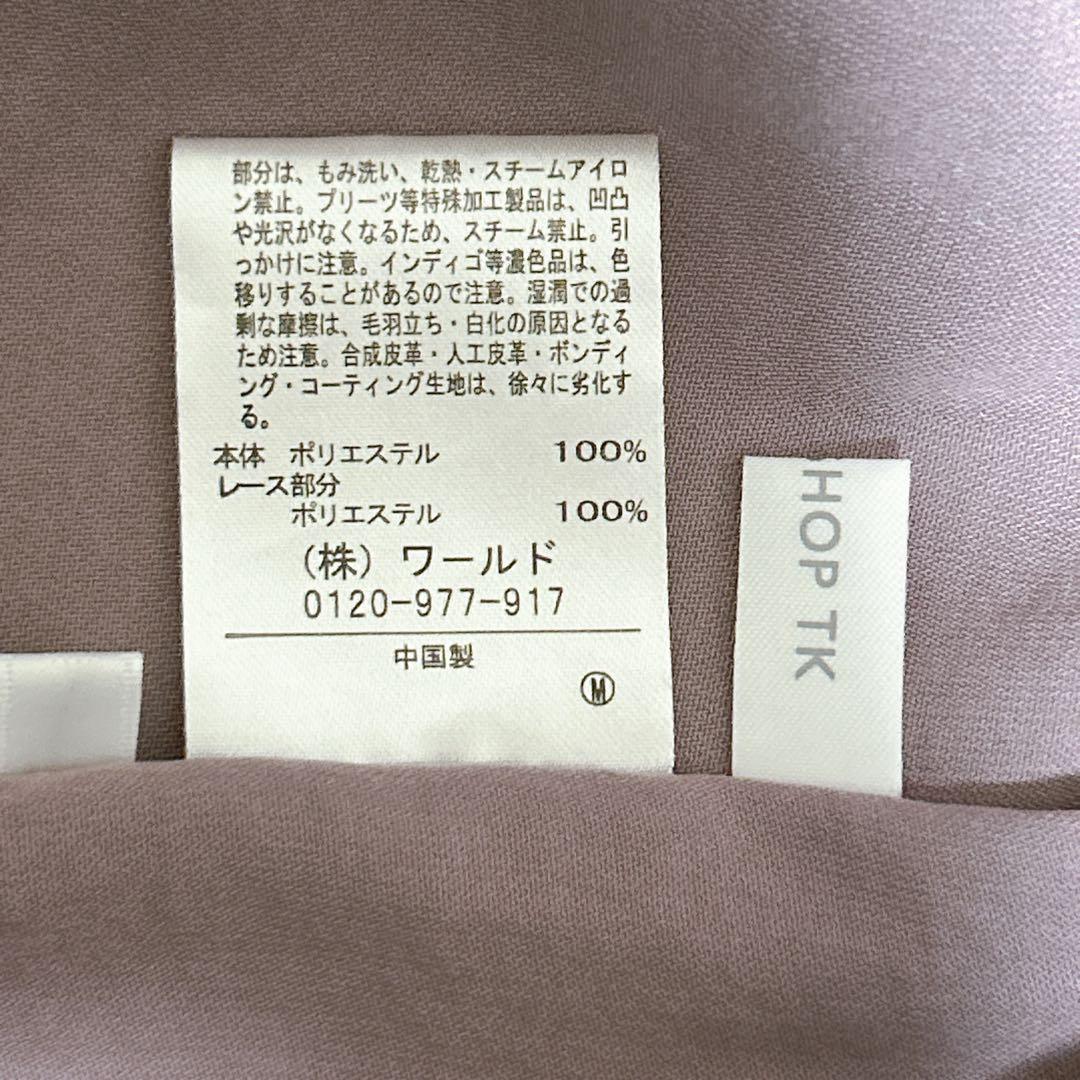 部分は、もみ洗い、乾熱・スチームアイロ
ン禁止。プリーツ等特殊加工製品は、凹凸
や光沢がなくなるため、スチーム禁止。引
っかけに注意。インディゴ等濃色品は、色
移りすることがあるので注意。湿潤での過
剰な摩擦は、毛羽立ち・白化の原因となる
ため注意。合成皮革・人工皮革・ボンディ
ング・コーティング生地は、徐々に劣化す
る。
本体 ポリエステル 100%
レース部分
ポリエステル 100%
(株) ワールド
0120-977-917
中国製
Ⓜ
HOP TK